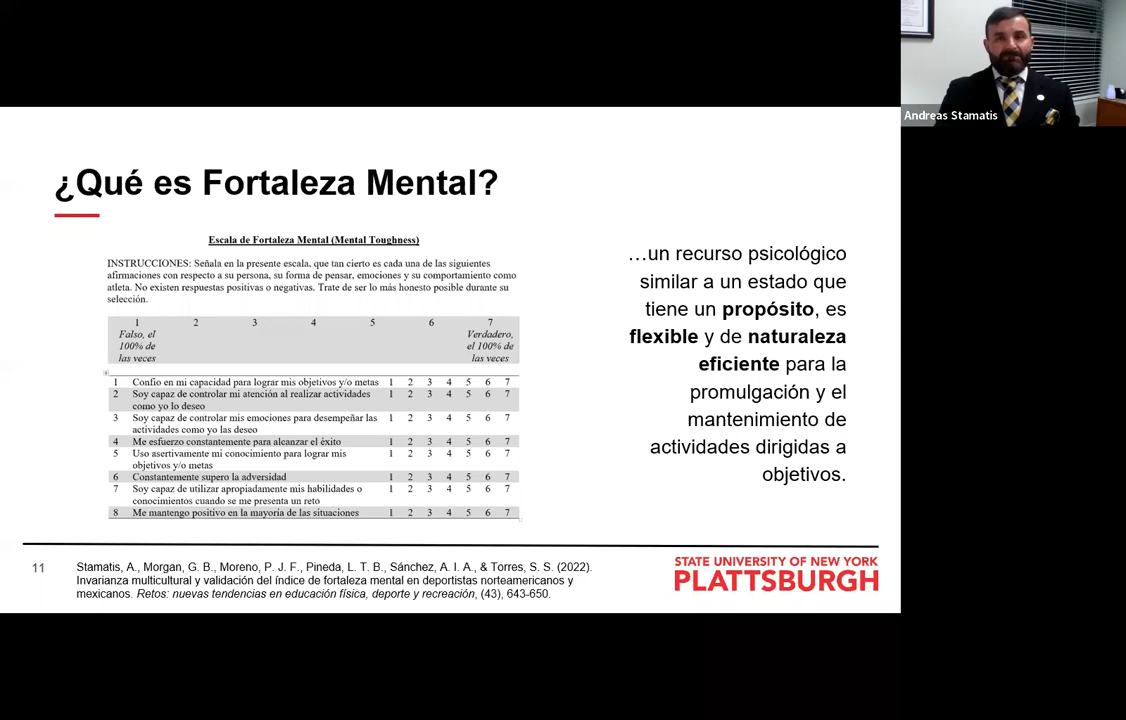 Andreas Stamatis
¿Qué es Fortaleza Mental?
Escala de Fortaleza Mental (Mental Toughness)
INSTRUCCIONES: Señala en la presente escala, que tan cierto es cada una de las siguientes
afirmaciones con respecto a su persona, su forma de pensar, emociones y su comportamiento como
atleta. No existen respuestas positivas o negativas. Trate de ser lo más honesto posible durante su
selección.
1 2 3 4 5 6 7
Falso, el Verdadero,
100% de el 100% de
las veces las veces
1 Confío en mi capacidad para lograr mis objetivos y/o metas 1 2 3 4 5 6 7
2 Soy capaz de controlar mi atención al realizar actividades 1 2 3 4 5 6 7
como yo lo deseo
3 Soy capaz de controlar mis emociones para desempeñar las 1 2 3 4 5 6 7
actividades como yo las deseo
4 Me esfuerzo constantemente para alcanzar el éxito 1 2 3 4 5 6 7
5 Uso asertivamente mi conocimiento para lograr mis 1 2 3 4 5 6 7
objetivos y/o metas
6 Constantemente supero la adversidad 1 2 3 4 5 6 7
7 Soy capaz de utilizar apropiadamente mis habilidades o 1 2 3 4 5 6 7
conocimientos cuando se me presenta un reto
8 Me mantengo positivo en la mayoría de las situaciones 1 2 3 4 5 6 7
…un recurso psicológico
similar a un estado que
tiene un propósito, es
flexible y de naturaleza
eficiente para la
promulgación y el
mantenimiento de
actividades dirigidas a
objetivos.
11
Stamatis, A., Morgan, G. B., Moreno, P. J. F., Pineda, L. T. B., Sánchez, A. I. A., & Torres, S. S. (2022).
Invarianza multicultural y validación del índice de fortaleza mental en deportistas norteamericanos y
mexicanos. Retos: nuevas tendencias en educación física, deporte y recreación, (43), 643-650.
STATE UNIVERSITY OF NEW YORK
PLATTSBURGH